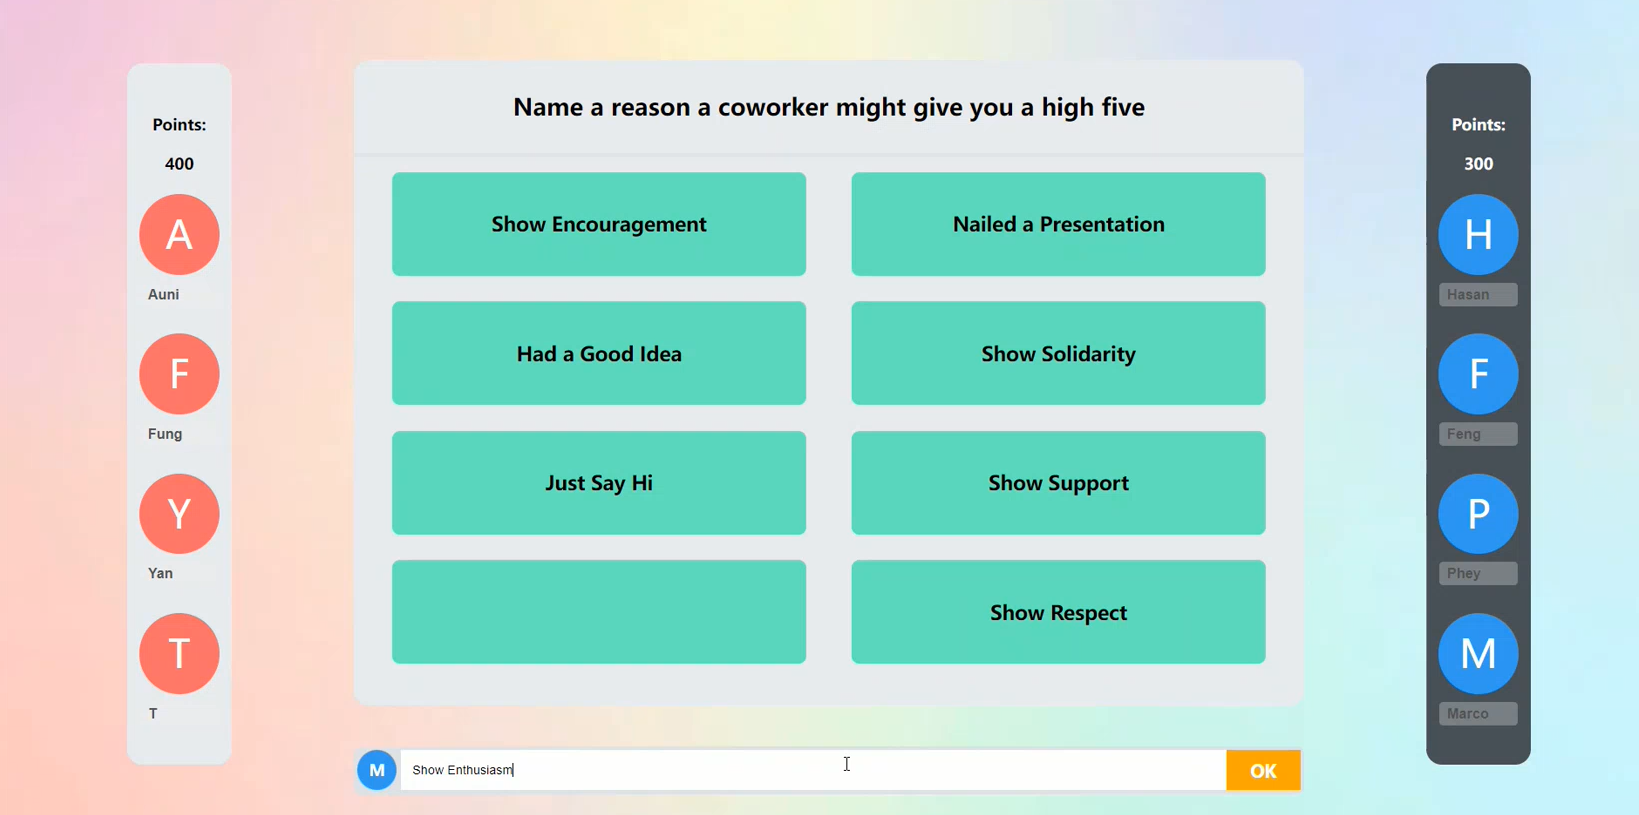 Name a reason a coworker might give you a high five
Points:
400
A
Auni
F
Fung
Y
Yan
T
T
Show Encouragement
Nailed a Presentation
Had a Good Idea
Show Solidarity
Just Say Hi
Show Support
Show Respect
Points:
300
H
Hasan
F
Feng
P
Phey
M
Marco
M
Show Enthusiasm
OK